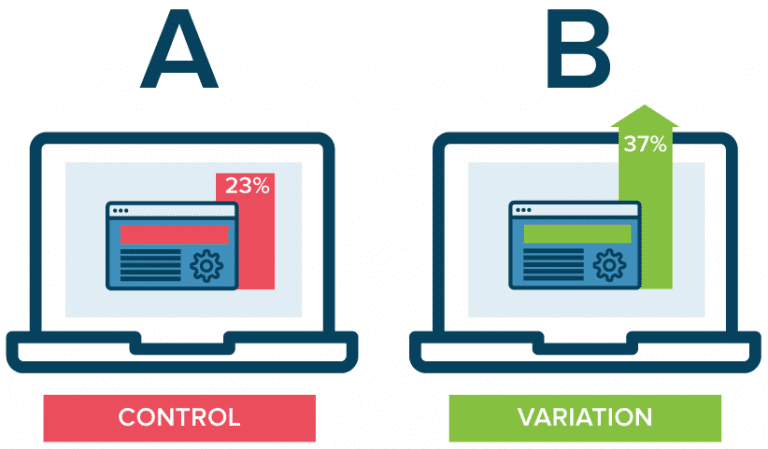 A
B
23%
37%
CONTROL
VARIATION